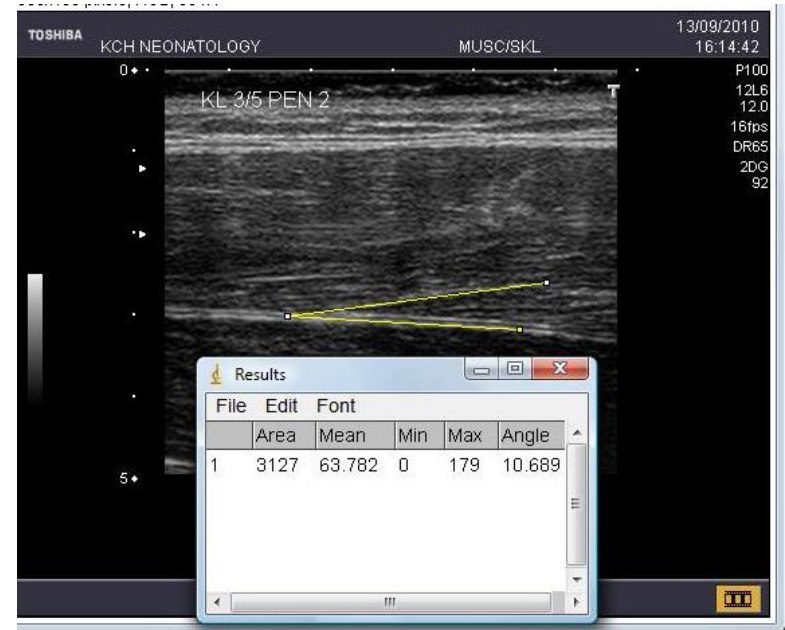 TOSHIBA
KCH NEONATOLOGY
MUSC/SKL
13/09/2010
16:14:42
0
KL 3/5 PEN 2
T
P100
12L6
12.0
16fps
DR65
2DG
92
5
Results
File Edit Font
Area Mean Min Max Angle
1 3127 63.782 0 179 10.689